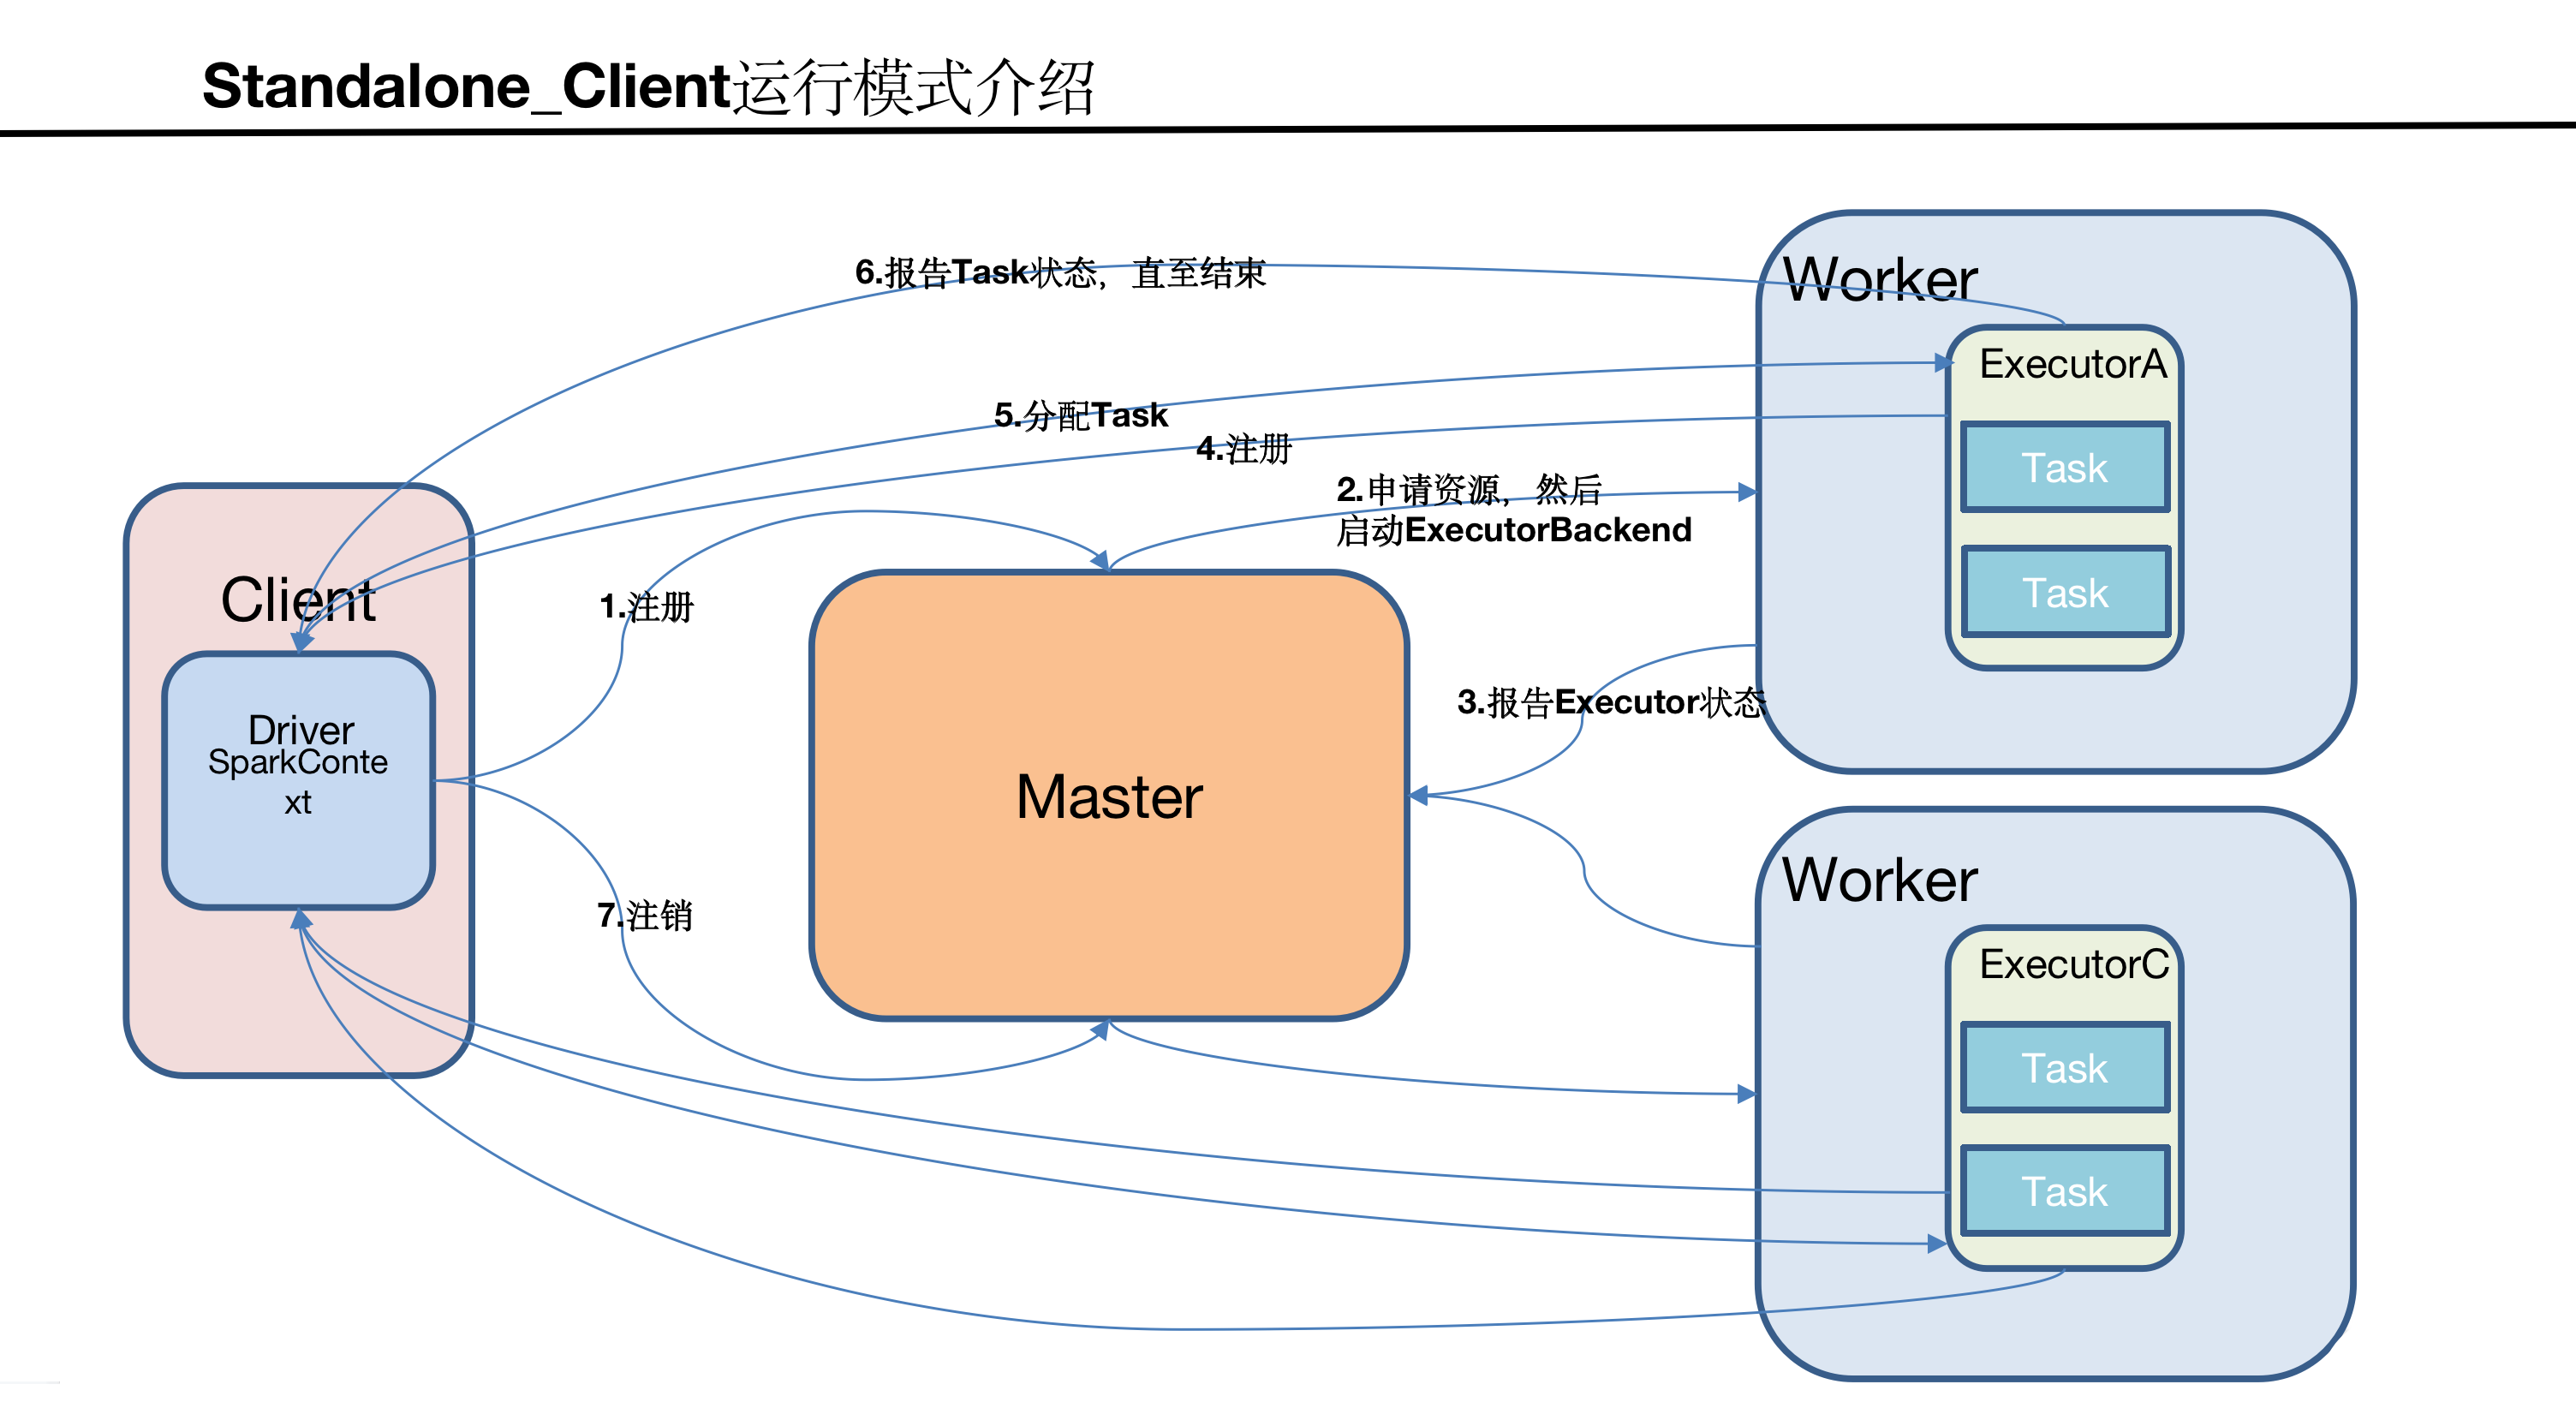 Standalone_Client运行模式介绍
6.报告Task状态，直至结束
Worker
ExecutorA
5.分配Task
4.注册
Task
2.申请资源，然后
启动ExecutorBackend
Client
1.注册
Task
3.报告Executor状态
Driver
SparkConte
xt
Master
Worker
7.注销
ExecutorC
Task
Task